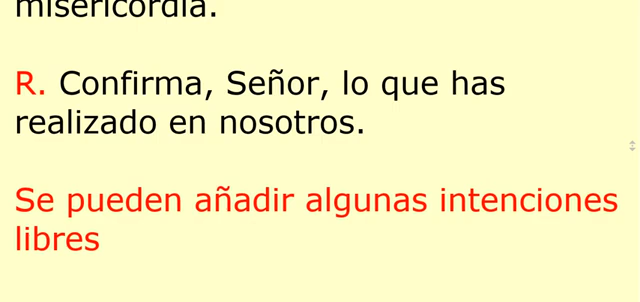 misericordia.
R. Confirma, Señor, lo que has
realizado en nosotros.
Se pueden añadir algunas intenciones
libres